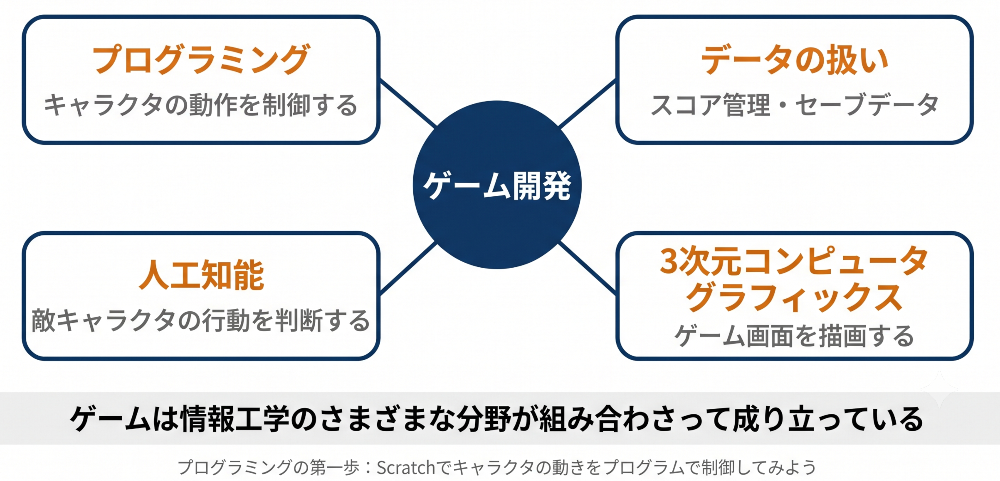 プログラミング
キャラクタの動作を制御する
データの扱い
スコア管理・セーブデータ
ゲーム開発
人工知能
敵キャラクタの行動を判断する
3次元コンピュータ
グラフィックス
ゲーム画面を描画する
ゲームは情報工学のさまざまな分野が組み合わさって成り立っている
プログラミングの第一歩：Scratchでキャラクタの動きをプログラムで制御してみよう